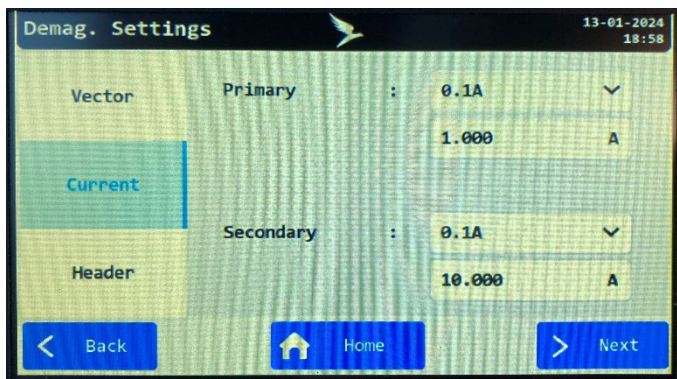 Demag. Settings
13-01-2024
18:58
Vector
Primary : 0.1A
1.000 A
Current
Secondary : 0.1A
Header
10.000 A
Back
Home
Next